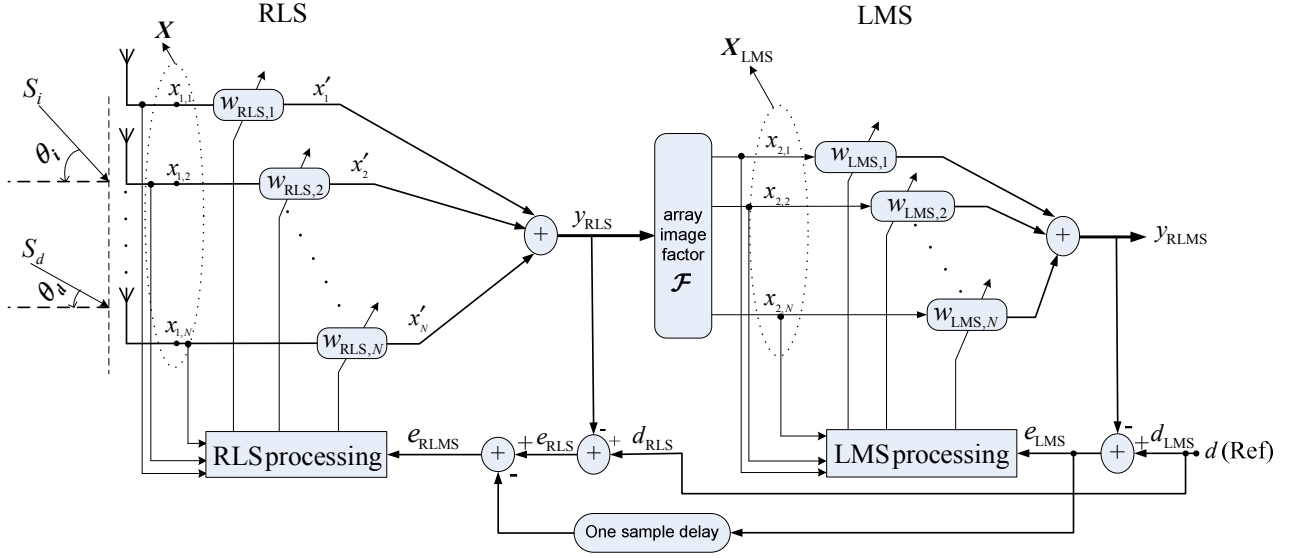 RLS
LMS
X
X_LMS
S_i
θ_i
S_d
θ_d
x_1,1
w_RLS,1
x′_1
x_1,2
w_RLS,2
x′_2
x_1,N
w_RLS,N
x′_N
+
y_RLS
array
image
factor
𝓕
x_2,1
w_LMS,1
x_2,2
w_LMS,2
x_2,N
w_LMS,N
+
y_RLMS
RLS processing
e_RLMS
+
+
-
e_RLS
+
-
+
d_RLS
LMS processing
e_LMS
+
-
+
d_LMS
d (Ref)
One sample delay